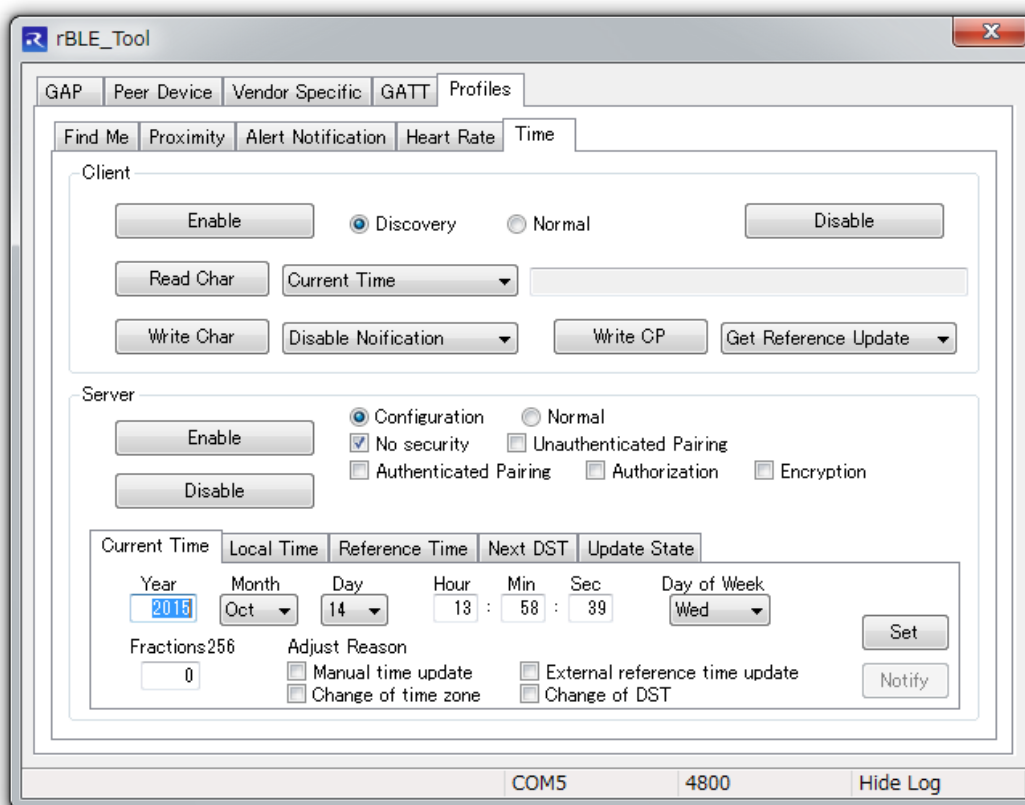 rBLE_Tool
GAP Peer Device Vendor Specific GATT Profiles
Find Me Proximity Alert Notification Heart Rate Time
Client
Enable Discovery Normal Disable
Read Char Current Time
Write Char Disable Noification Write CP Get Reference Update
Server
Configuration Normal
Enable
No security Unauthenticated Pairing
Authenticated Pairing Authorization Encryption
Disable
Current Time Local Time Reference Time Next DST Update State
Year Month Day Hour Min Sec Day of Week
2015 Oct 14 13 : 58 : 39 Wed
Set
Fractions256 Adjust Reason
0 Manual time update External reference time update
Notify
Change of time zone Change of DST
COM5 4800 Hide Log